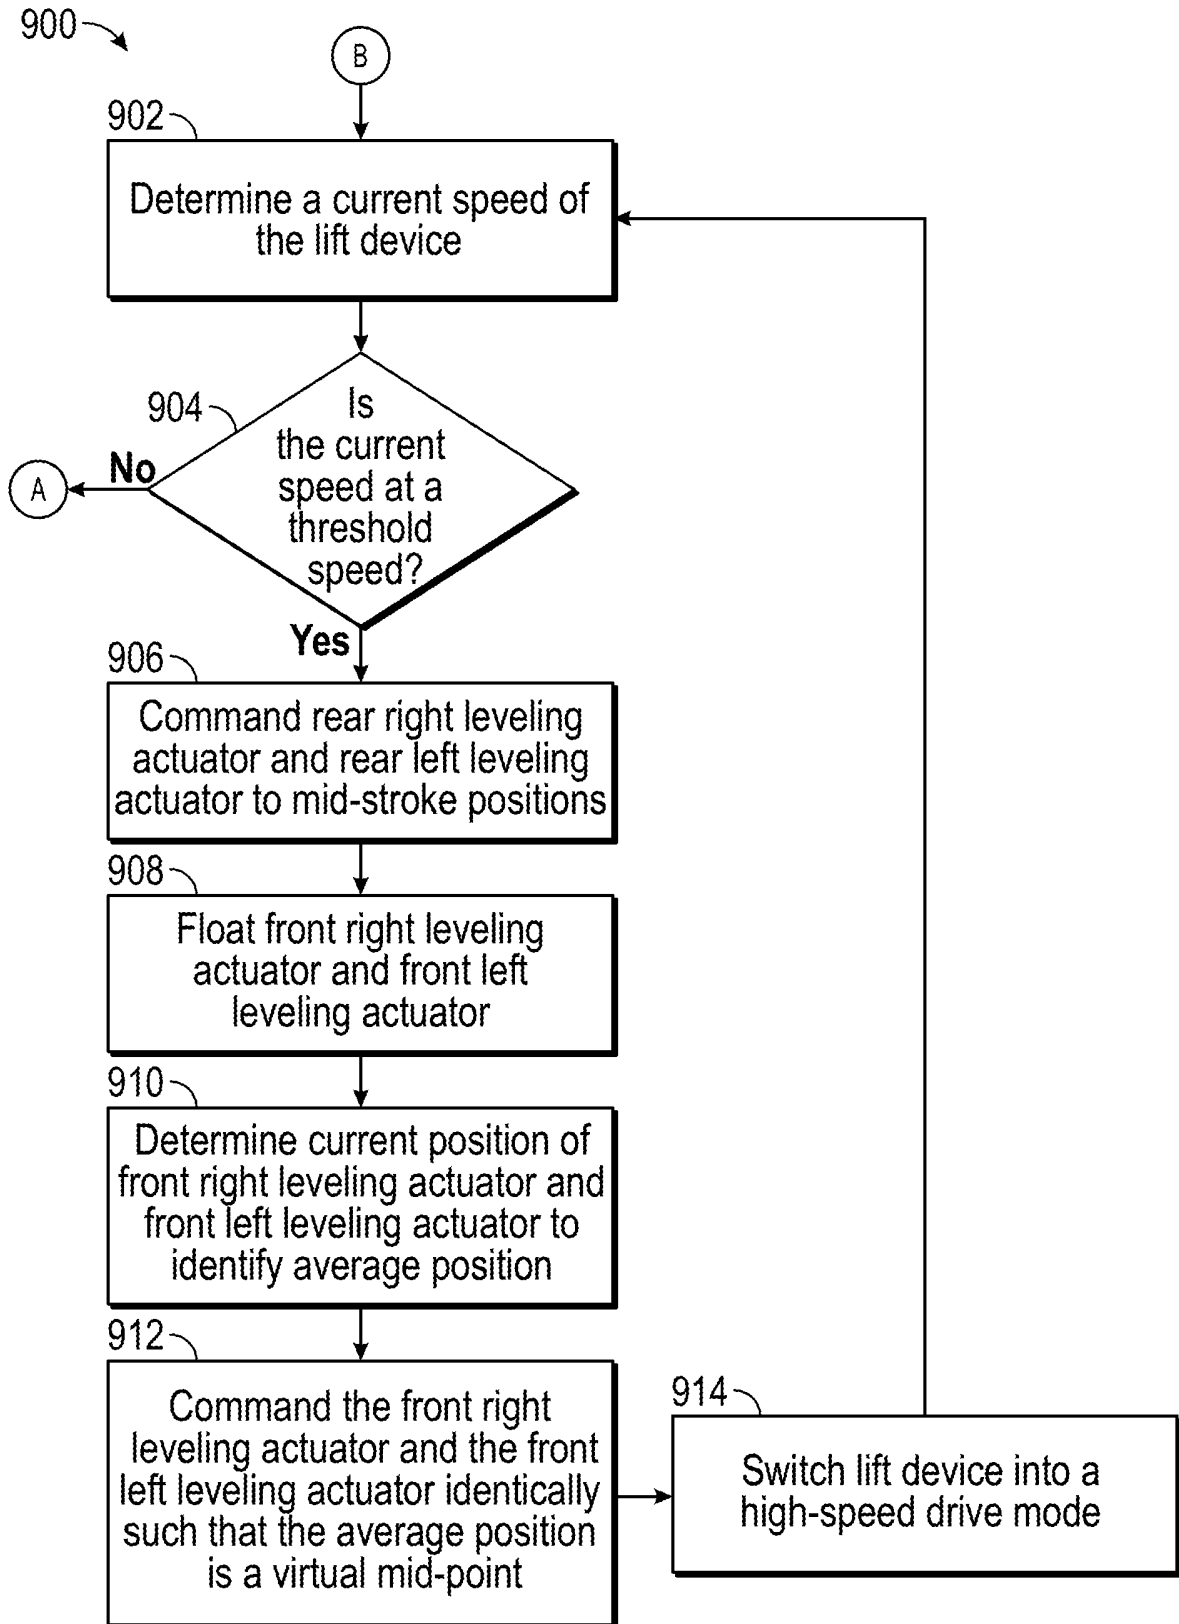 900
B
902
Determine a current speed of
the lift device
904
Is
the current
speed at a
threshold
speed?
No
A
Yes
906
Command rear right leveling
actuator and rear left leveling
actuator to mid-stroke positions
908
Float front right leveling
actuator and front left
leveling actuator
910
Determine current position of
front right leveling actuator and
front left leveling actuator to
identify average position
912
Command the front right
leveling actuator and the front
left leveling actuator identically
such that the average position
is a virtual mid-point
914
Switch lift device into a
high-speed drive mode